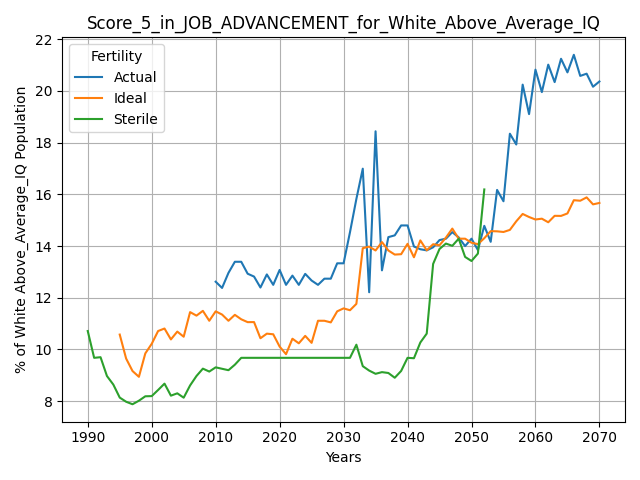 Score_5_in_JOB_ADVANCEMENT_for_White_Above_Average_IQ
Fertility
Actual
Ideal
Sterile
% of White Above_Average_IQ Population
22
20
18
16
14
12
10
8
1990 2000 2010 2020 2030 2040 2050 2060 2070
Years